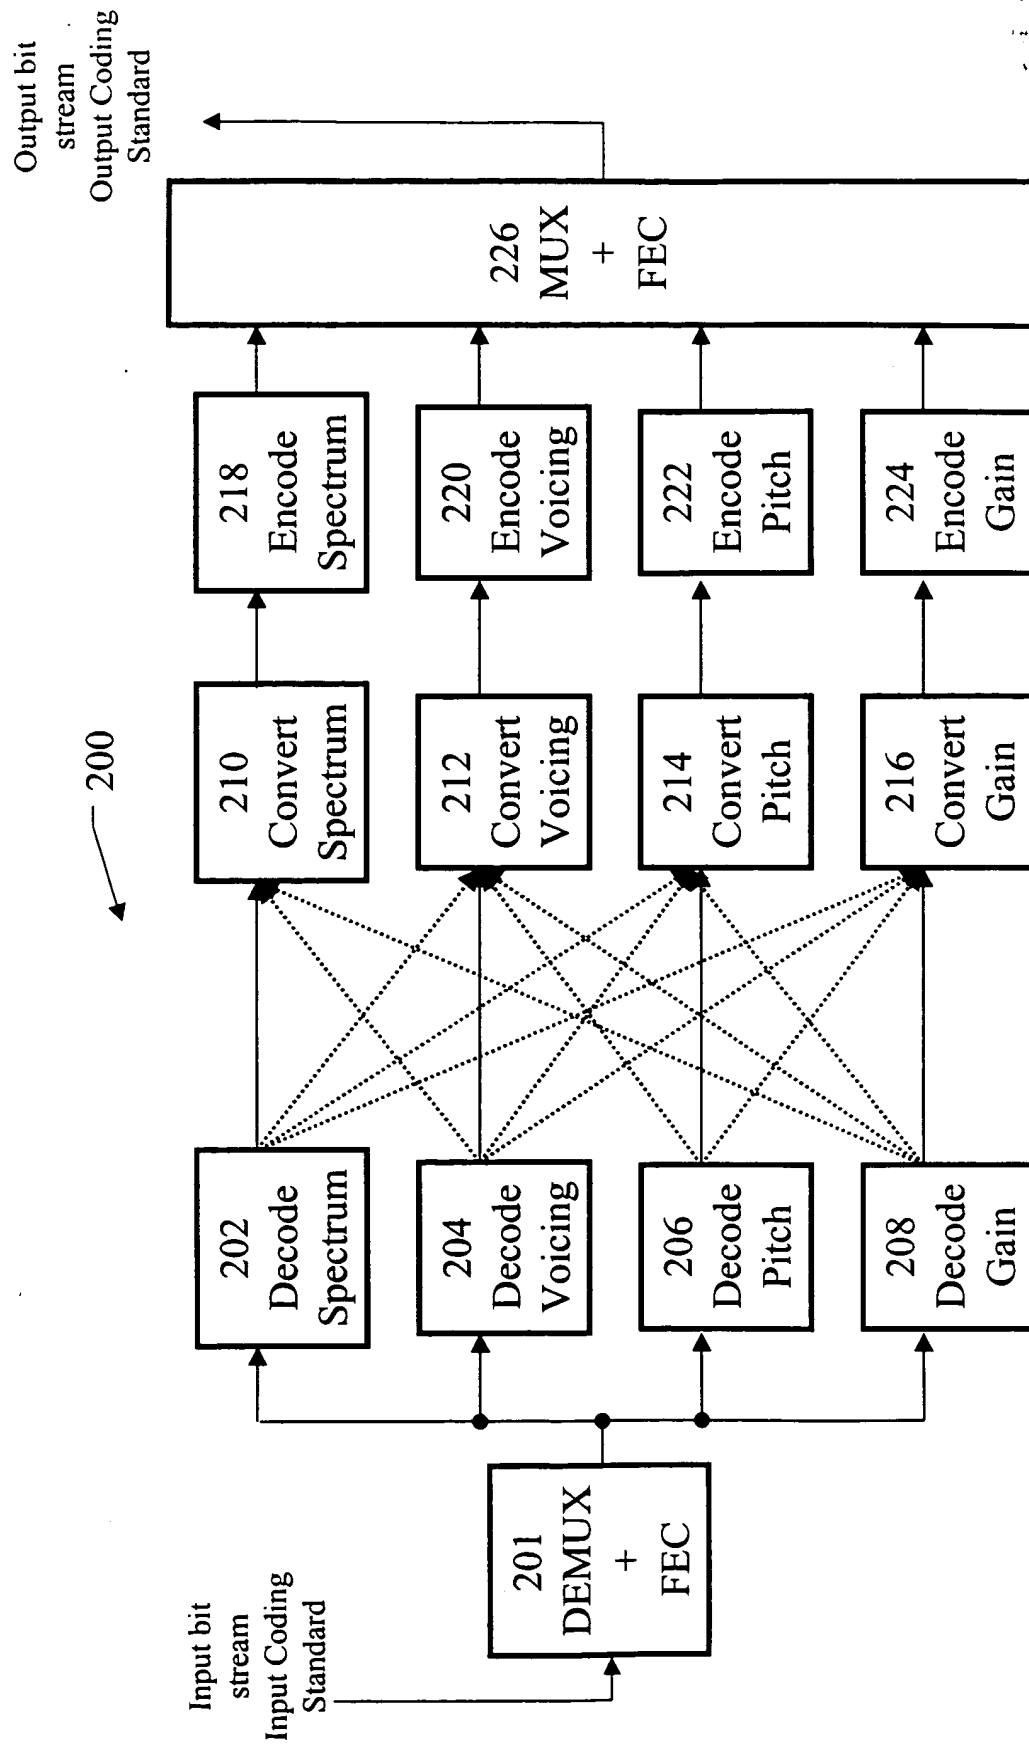 Input bit
stream
Input Coding
Standard
201
DEMUX
+
FEC
202
Decode
Spectrum
204
Decode
Voicing
206
Decode
Pitch
208
Decode
Gain
200
210
Convert
Spectrum
212
Convert
Voicing
214
Convert
Pitch
216
Convert
Gain
218
Encode
Spectrum
220
Encode
Voicing
222
Encode
Pitch
224
Encode
Gain
226
MUX
+
FEC
Output bit
stream
Output Coding
Standard